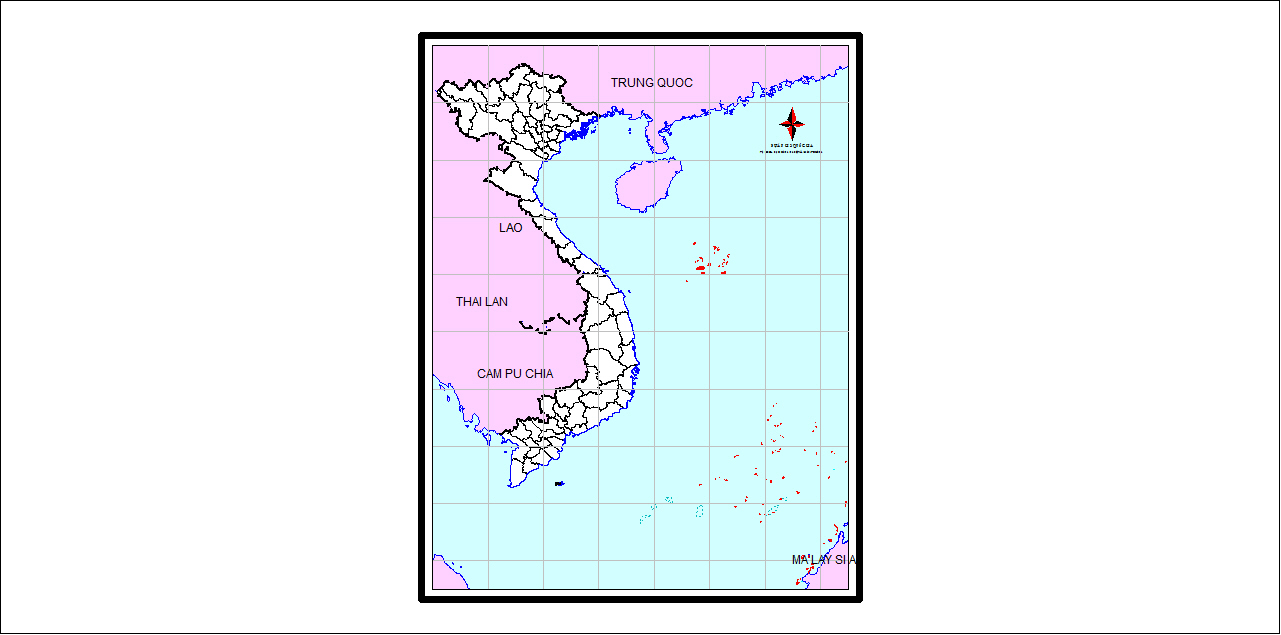 TRUNG QUOC
LAO
THAI LAN
CAM PU CHIA
MA LAY SI A